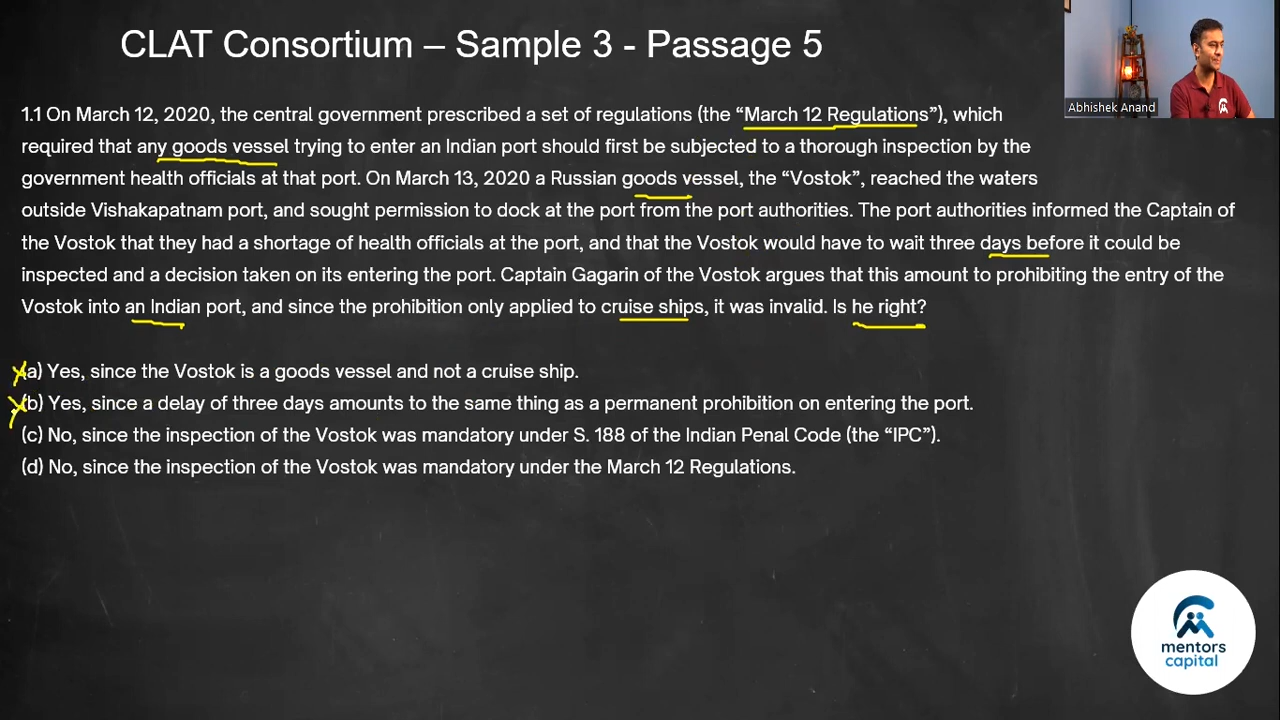 CLAT Consortium – Sample 3 - Passage 5
Abhishek Anand
1.1 On March 12, 2020, the central government prescribed a set of regulations (the “March 12 Regulations”), which
required that any goods vessel trying to enter an Indian port should first be subjected to a thorough inspection by the
government health officials at that port. On March 13, 2020 a Russian goods vessel, the “Vostok”, reached the waters
outside Vishakapatnam port, and sought permission to dock at the port from the port authorities. The port authorities informed the Captain of
the Vostok that they had a shortage of health officials at the port, and that the Vostok would have to wait three days before it could be
inspected and a decision taken on its entering the port. Captain Gagarin of the Vostok argues that this amount to prohibiting the entry of the
Vostok into an Indian port, and since the prohibition only applied to cruise ships, it was invalid. Is he right?
(a) Yes, since the Vostok is a goods vessel and not a cruise ship.
(b) Yes, since a delay of three days amounts to the same thing as a permanent prohibition on entering the port.
(c) No, since the inspection of the Vostok was mandatory under S. 188 of the Indian Penal Code (the “IPC”).
(d) No, since the inspection of the Vostok was mandatory under the March 12 Regulations.
mentors
capital